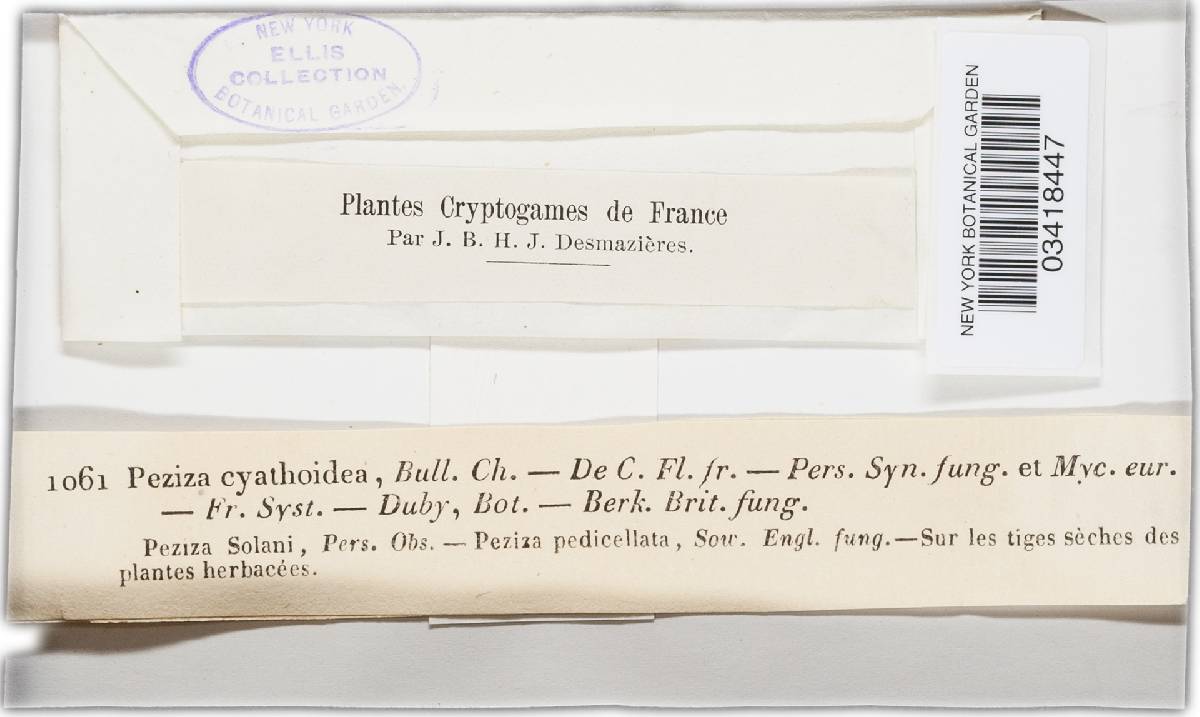 NEW YORK
ELLIS
COLLECTION
BOTANICAL GARDEN.
NEW YORK BOTANICAL GARDEN
03418447
Plantes Cryptogames de France
Par J. B. H. J. Desmazières.
1061 Peziza cyathoidea, Bull. Ch. — De C. Fl. fr. — Pers. Syn. fung. et Myc. eur.
— Fr. Syst. — Duby, Bot. — Berk. Brit. fung.
Peziza Solani, Pers. Obs. — Peziza pedicellata, Sow. Engl. fung. — Sur les tiges sèches des
plantes herbacées.